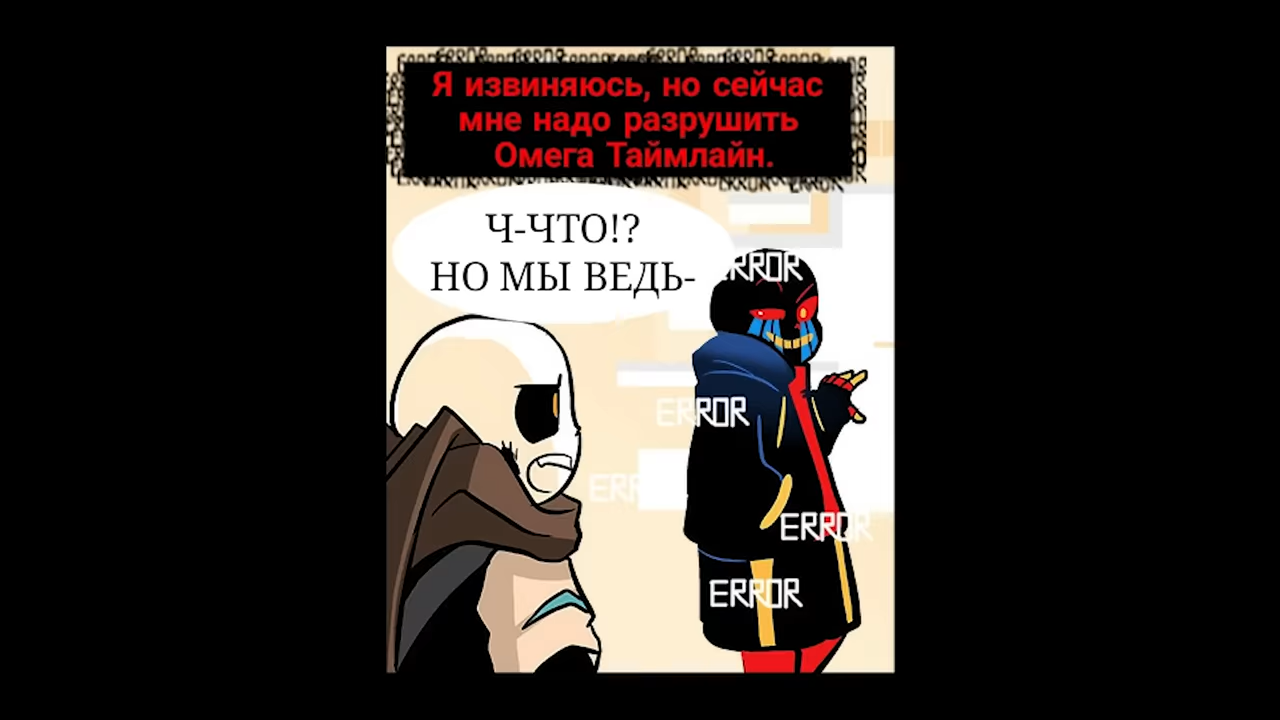 Я извиняюсь, но сейчас
мне надо разрушить
Омега Таймлайн.
Ч-ЧТО!?
НО МЫ ВЕДЬ-
ERROR
ERROR
ERROR
ERROR